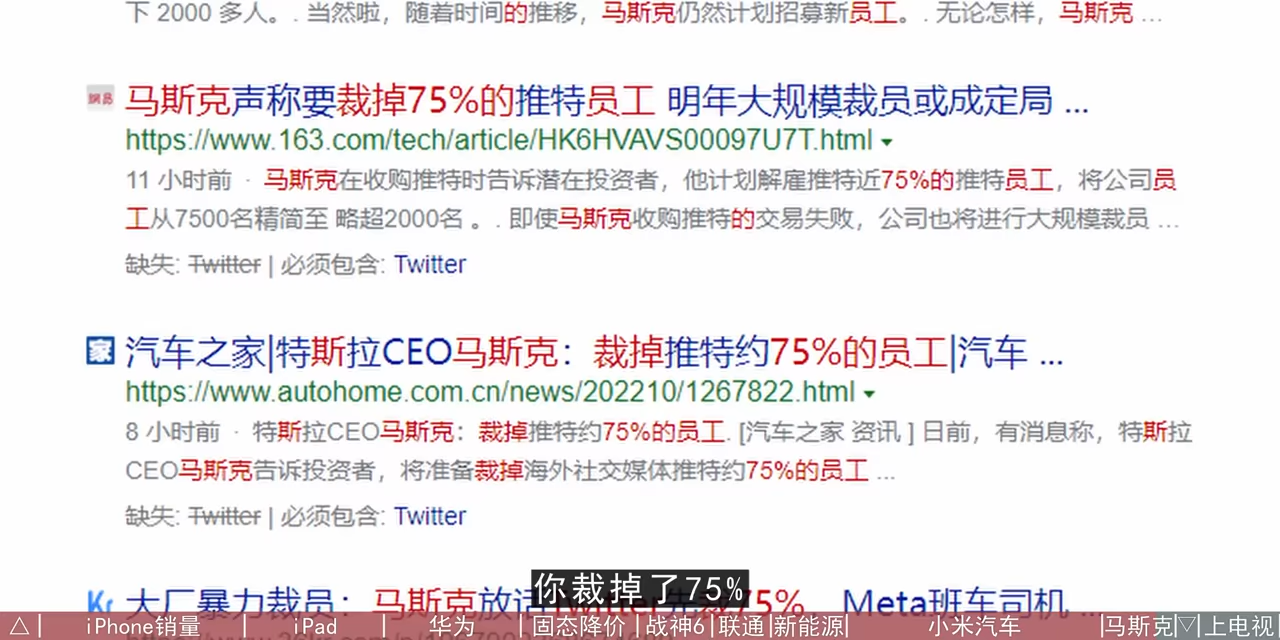 下 2000 多人。. 当然啦，随着时间的推移，马斯克仍然计划招募新员工。. 无论怎样，马斯克 ...
網易
马斯克声称要裁掉75%的推特员工 明年大规模裁员或成定局 ...
https://www.163.com/tech/article/HK6HVAVS00097U7T.html
11 小时前 · 马斯克在收购推特时告诉潜在投资者，他计划解雇推特近75%的推特员工，将公司员
工从7500名精简至 略超2000名 。. 即使马斯克收购推特的交易失败，公司也将进行大规模裁员 ...
缺失: Twitter | 必须包含: Twitter
家
汽车之家|特斯拉CEO马斯克：裁掉推特约75%的员工|汽车 ...
https://www.autohome.com.cn/news/202210/1267822.html
8 小时前 · 特斯拉CEO马斯克：裁掉推特约75%的员工. [汽车之家 资讯 ] 日前，有消息称，特斯拉
CEO马斯克告诉投资者，将准备裁掉海外社交媒体推特约75%的员工 ...
缺失: Twitter | 必须包含: Twitter
你裁掉了75%
Kr 大厂暴力裁员：马斯克放话Twitter先裁75%，Meta班车司机 ...
△| iPhone销量 | iPad | 华为 |固态降价|战神6|联通|新能源| 小米汽车 |马斯克|▽|上电视